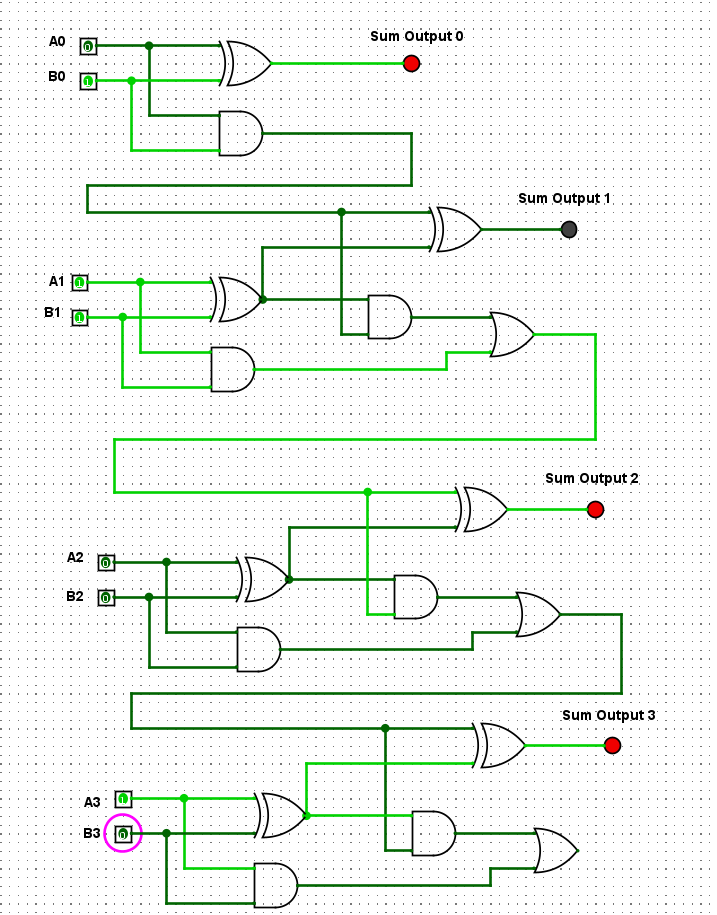 A0
0
Sum Output 0
B0
1
Sum Output 1
A1
1
B1
1
Sum Output 2
A2
0
B2
0
Sum Output 3
A3
1
B3
0